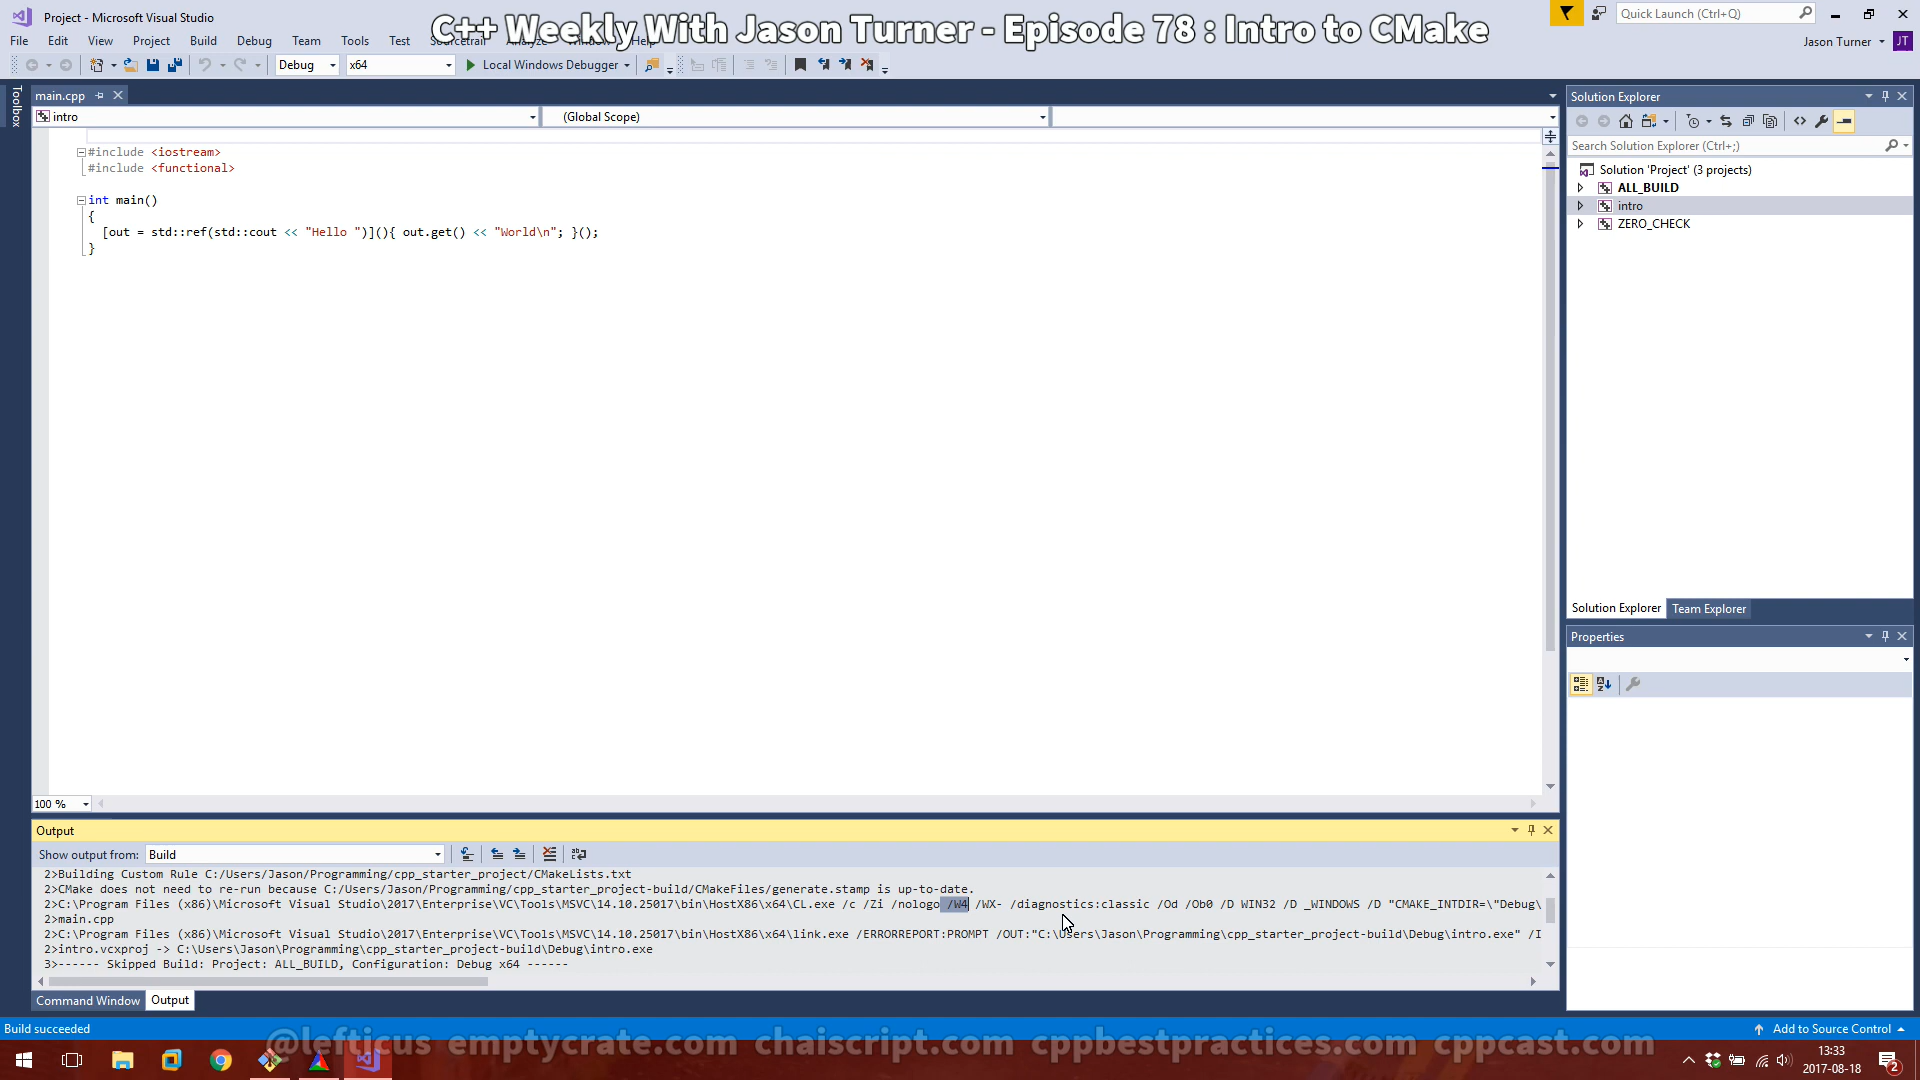 Project - Microsoft Visual Studio
C++ Weekly With Jason Turner - Episode 78 : Intro to CMake
Quick Launch (Ctrl+Q)
File Edit View Project Build Debug Team Tools Test Analyze Window Help
Jason Turner JT
Debug x64 Local Windows Debugger
Toolbox
main.cpp
intro (Global Scope)
#include <iostream>
#include <functional>
int main()
{
[out = std::ref(std::cout << "Hello ")](){ out.get() << "World\n"; }();
}
100 %
Solution Explorer
Search Solution Explorer (Ctrl+;)
Solution 'Project' (3 projects)
ALL_BUILD
intro
ZERO_CHECK
Solution Explorer Team Explorer
Properties
Output
Show output from: Build
2>Building Custom Rule C:/Users/Jason/Programming/cpp_starter_project/CMakeLists.txt
2>CMake does not need to re-run because C:/Users/Jason/Programming/cpp_starter_project-build/CMakeFiles/generate.stamp is up-to-date.
2>C:\Program Files (x86)\Microsoft Visual Studio\2017\Enterprise\VC\Tools\MSVC\14.10.25017\bin\HostX86\x64\CL.exe /c /Zi /nologo /W4 /WX- /diagnostics:classic /Od /Ob0 /D WIN32 /D _WINDOWS /D "CMAKE_INTDIR=\"Debug\
2>main.cpp
2>C:\Program Files (x86)\Microsoft Visual Studio\2017\Enterprise\VC\Tools\MSVC\14.10.25017\bin\HostX86\x64\link.exe /ERRORREPORT:PROMPT /OUT:"C:\Users\Jason\Programming\cpp_starter_project-build\Debug\intro.exe" /I
2>intro.vcxproj -> C:\Users\Jason\Programming\cpp_starter_project-build\Debug\intro.exe
3>------ Skipped Build: Project: ALL_BUILD, Configuration: Debug x64 ------
Command Window Output
Build succeeded
Add to Source Control
@lefticus emptycrate.com chaiscript.com cppbestpractices.com cppcast.com
13:33
2017-08-18
2